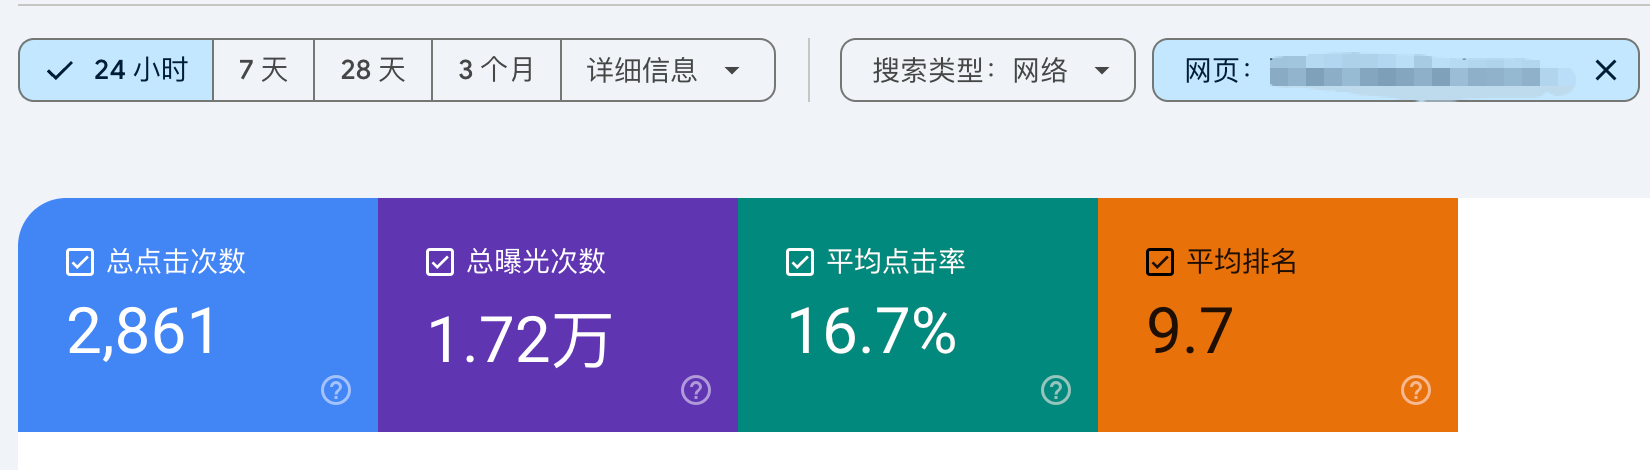 24 小时 7 天 28 天 3 个月 详细信息 搜索类型：网络 网页：
总点击次数 总曝光次数 平均点击率 平均排名
2,861 1.72万 16.7% 9.7